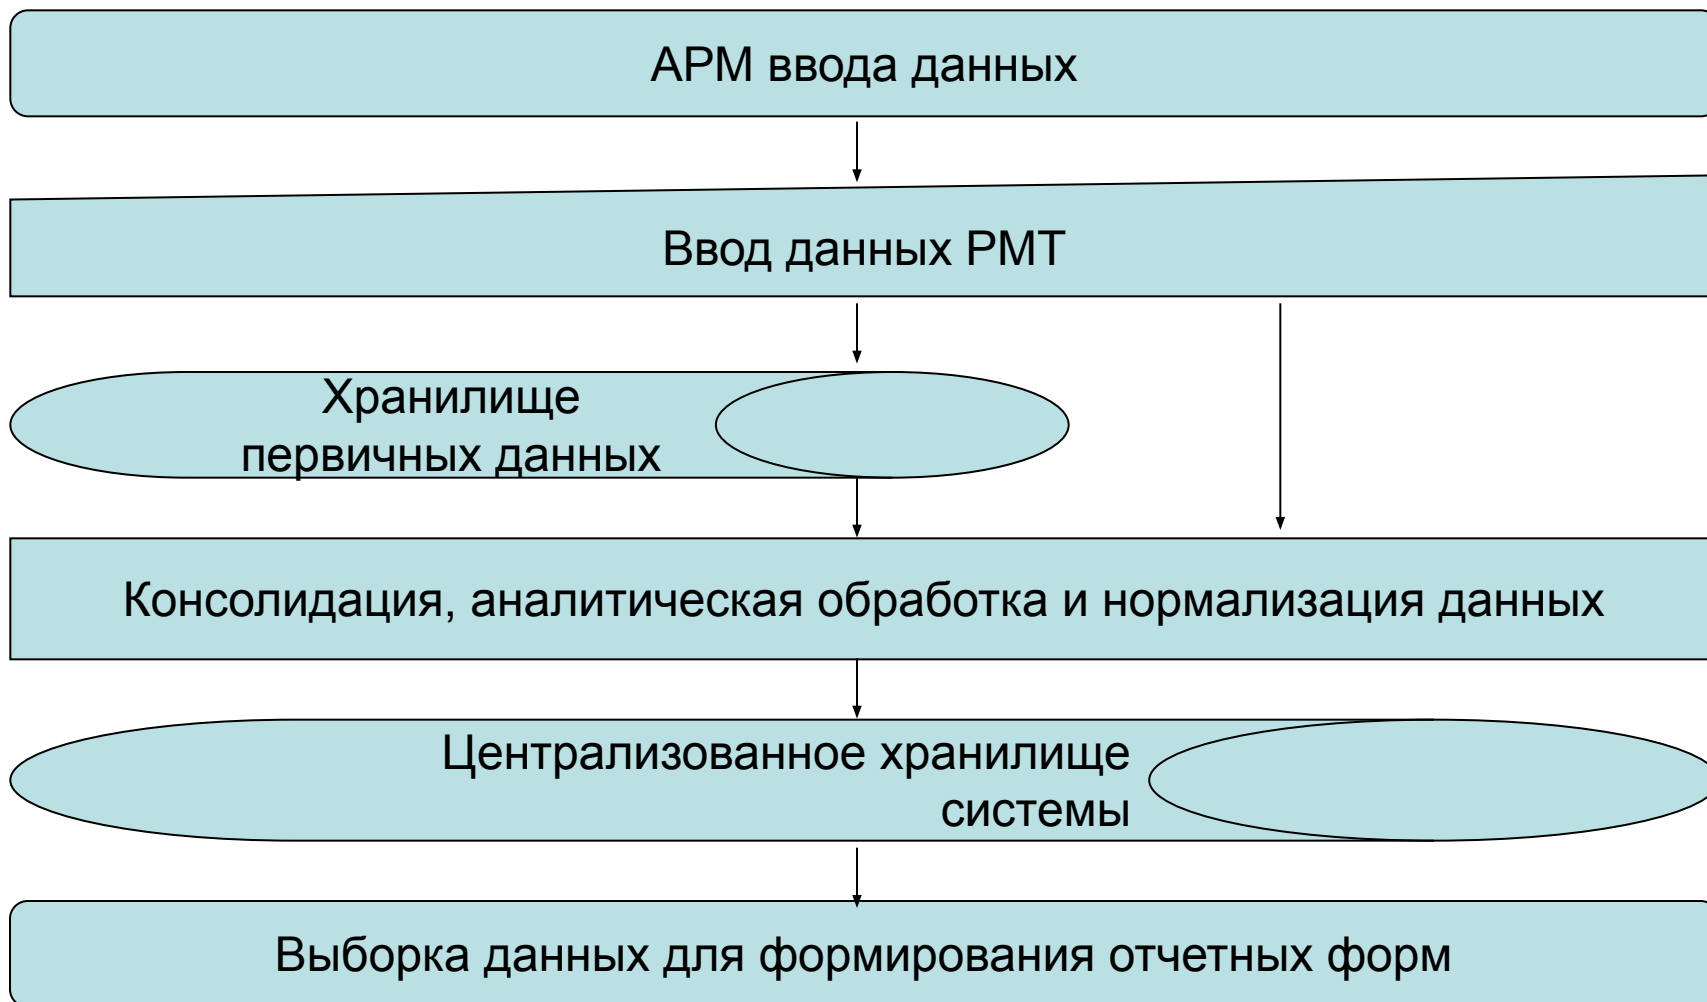 АРМ ввода данных
Ввод данных РМТ
Хранилище
первичных данных
Консолидация, аналитическая обработка и нормализация данных
Централизованное хранилище
системы
Выборка данных для формирования отчетных форм